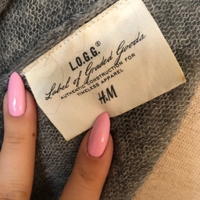 L.O.G.G.®
Label of Graded Goods
AUTHENTIC CONSTRUCTION FOR
TIMELESS APPAREL
H&M